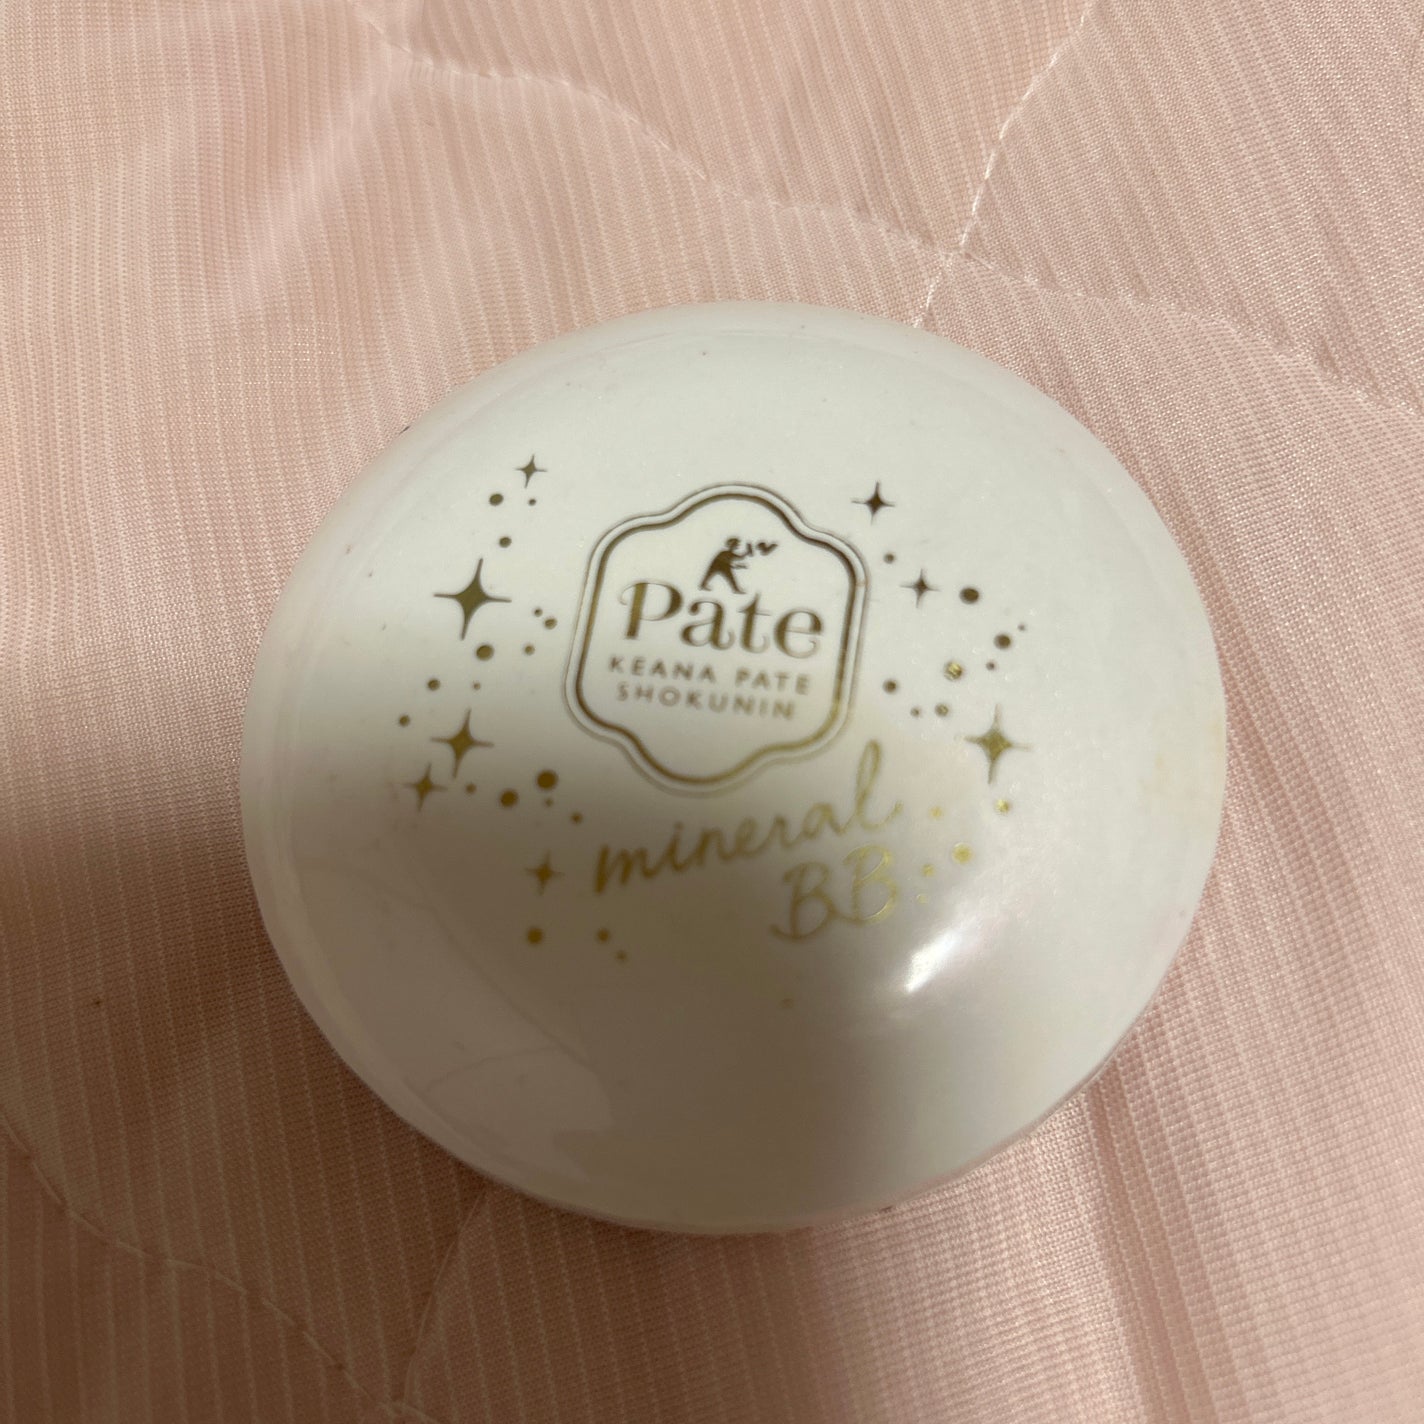 Pate
KEANA PATE
SHOKUNIN
mineral
BB